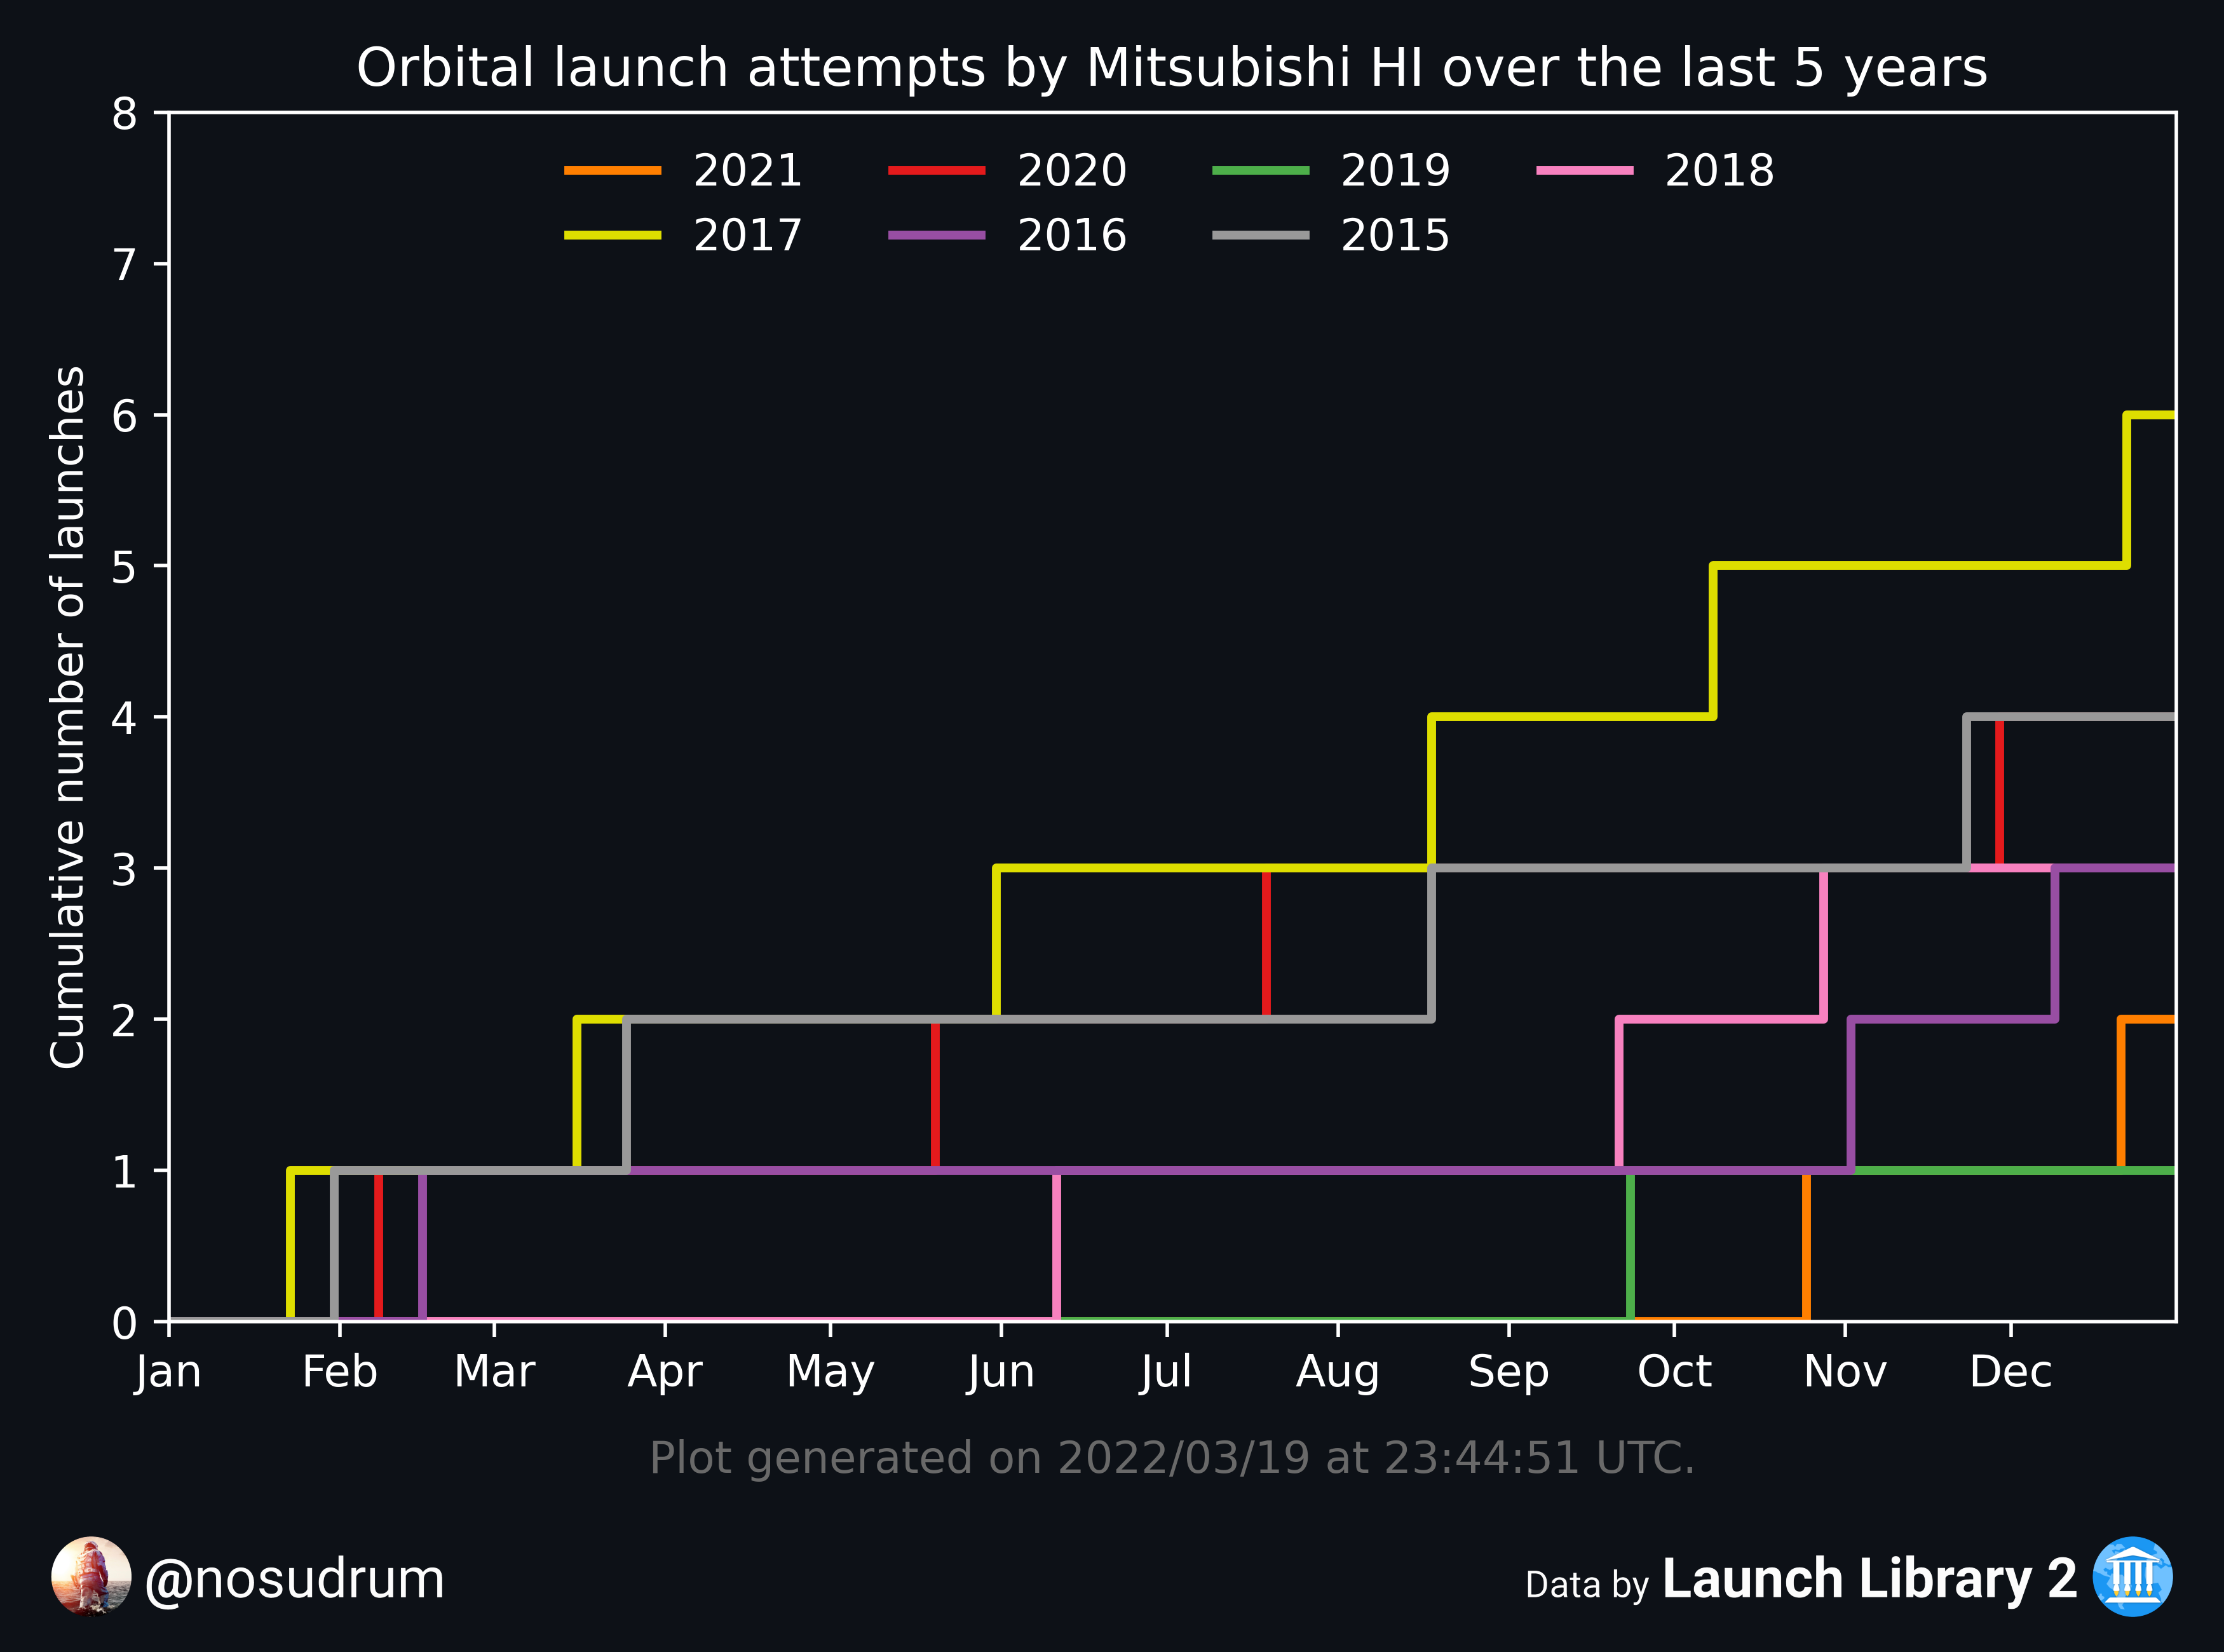 Orbital launch attempts by Mitsubishi HI over the last 5 years
8
7
6
5
4
3
2
1
0
Cumulative number of launches
2021 2020 2019 2018
2017 2016 2015
Jan Feb Mar Apr May Jun Jul Aug Sep Oct Nov Dec
Plot generated on 2022/03/19 at 23:44:51 UTC.
@nosudrum
Data by Launch Library 2